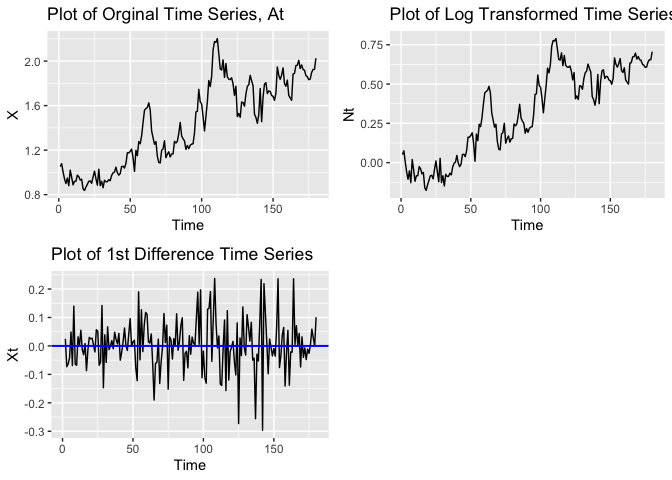 Plot of Orginal Time Series, At
2.0
1.6
1.2
0.8
X
0 50 100 150
Time
Plot of Log Transformed Time Series
0.75
0.50
0.25
0.00
Nt
0 50 100 150
Time
Plot of 1st Difference Time Series
0.2
0.1
0.0
-0.1
-0.2
-0.3
Xt
0 50 100 150
Time